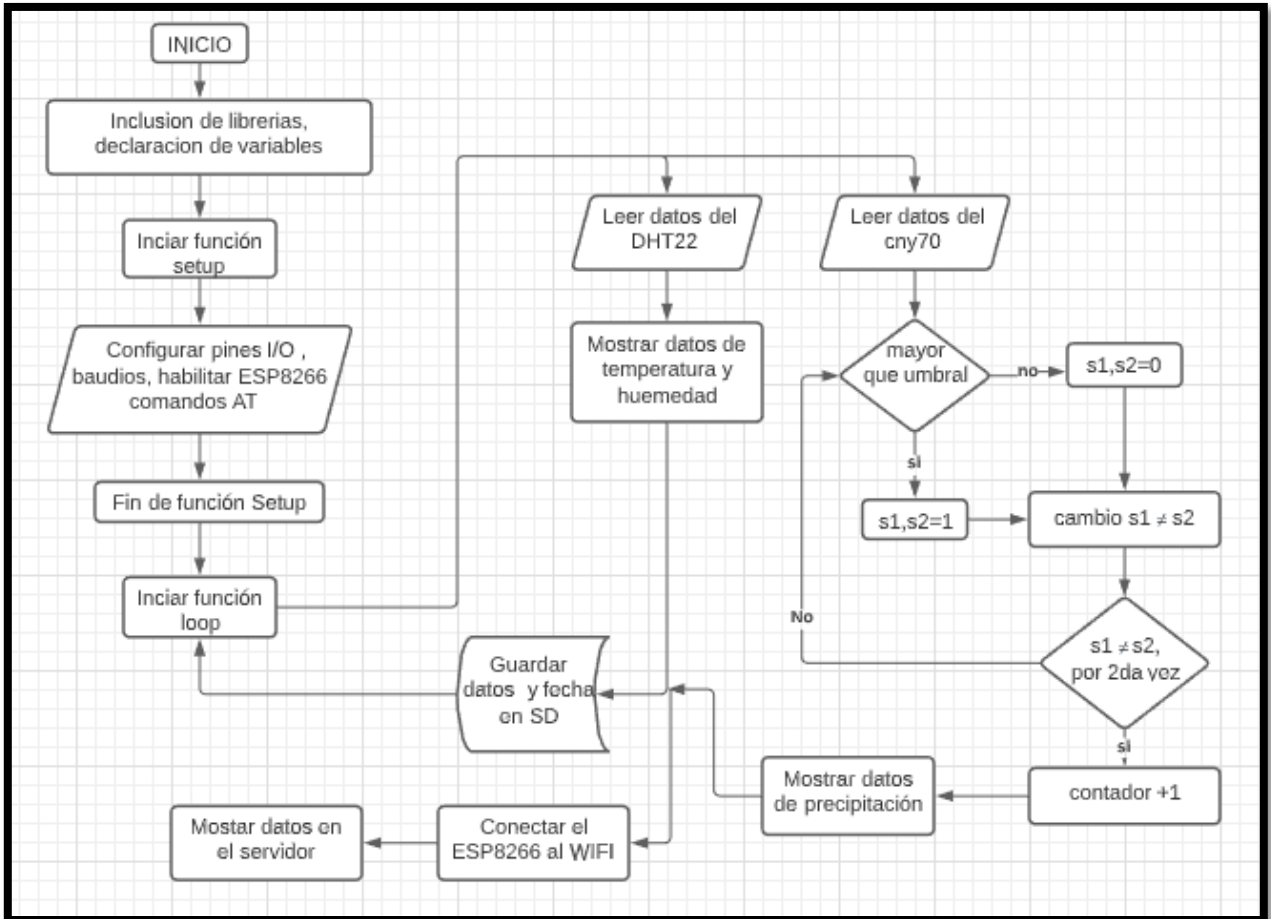 INICIO
Inclusion de librerias,
declaracion de variables
Inciar función
setup
Configurar pines I/O ,
baudios, habilitar ESP8266
comandos AT
Fin de función Setup
Inciar función
loop
Leer datos del
DHT22
Mostrar datos de
temperatura y
huemedad
Leer datos del
cny70
mayor
que umbral
no
s1,s2=0
si
s1,s2=1
cambio s1 ≠ s2
s1 ≠ s2,
por 2da vez
No
si
contador +1
Mostrar datos
de precipitación
Guardar
datos y fecha
en SD
Conectar el
ESP8266 al WIFI
Mostar datos en
el servidor